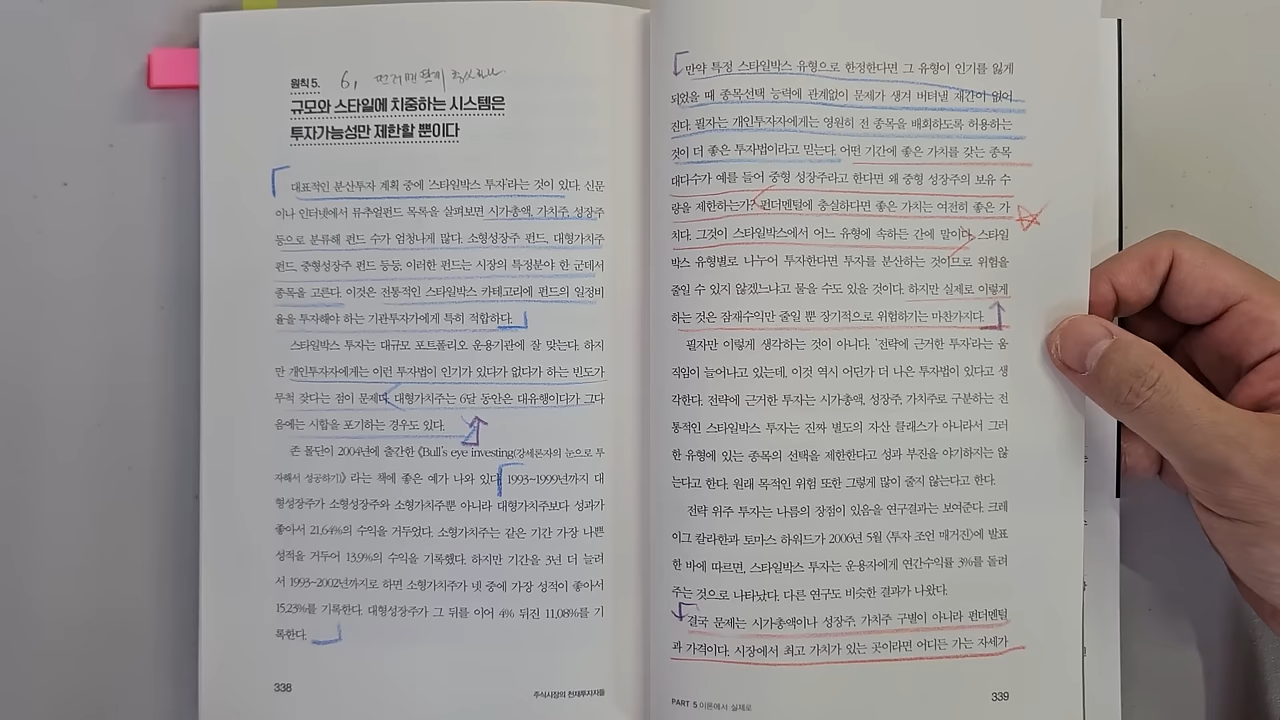 원칙 5.
6,
규모와 스타일에 치중하는 시스템은
투자가능성만 제한할 뿐이다
대표적인 분산투자 계획 중에 '스타일박스 투자'라는 것이 있다. 신문
이나 인터넷에서 뮤추얼펀드 목록을 살펴보면 시가총액, 가치주, 성장주
등으로 분류해 펀드 수가 엄청나게 많다. 소형성장주 펀드, 대형가치주
펀드, 중형성장주 펀드 등등. 이러한 펀드는 시장의 특정분야 한 군데서
종목을 고른다. 이것은 전통적인 스타일박스 카테고리에 펀드의 일정비
율을 투자해야 하는 기관투자가에게 특히 적합하다.
스타일박스 투자는 대규모 포트폴리오 운용기관에 잘 맞는다. 하지
만 개인투자자에게는 이런 투자법이 인기가 있다가 없다가 하는 빈도가
무척 잦다는 점이 문제다. 대형가치주는 6달 동안은 대유행이다가 그다
음에는 시합을 포기하는 경우도 있다.
존 몰딘이 2004년에 출간한 《Bull's eye investing(강세론자의 눈으로 투
자해서 성공하기)》라는 책에 좋은 예가 나와 있다. 1993~1999년까지 대
형성장주가 소형성장주와 소형가치주뿐 아니라 대형가치주보다 성과가
좋아서 21.64%의 수익을 거두었다. 소형가치주는 같은 기간 가장 나쁜
성적을 거두어 13.9%의 수익을 기록했다. 하지만 기간을 3년 더 늘려
서 1993~2002년까지로 하면 소형가치주가 넷 중에 가장 성적이 좋아서
15.23%를 기록한다. 대형성장주가 그 뒤를 이어 4% 뒤진 11.08%를 기
록한다.
338
주식시장의 천재투자자들
만약 특정 스타일박스 유형으로 한정한다면 그 유형이 인기를 잃게
되었을 때 종목선택 능력에 관계없이 문제가 생겨 버터낼 재간이 없어
진다. 필자는 개인투자자에게는 영원히 전 종목을 배회하도록 허용하는
것이 더 좋은 투자법이라고 믿는다. 어떤 기간에 좋은 가치를 갖는 종목
대다수가 예를 들어 중형 성장주라고 한다면 왜 중형 성장주의 보유 수
량을 제한하는가? 펀더멘털에 충실하다면 좋은 가치는 여전히 좋은 가
치다. 그것이 스타일박스에서 어느 유형에 속하든 간에 말이다. 스타일
박스 유형별로 나누어 투자한다면 투자를 분산하는 것이므로 위험을
줄일 수 있지 않겠느냐고 물을 수도 있을 것이다. 하지만 실제로 이렇게
하는 것은 잠재수익만 줄일 뿐 장기적으로 위험하기는 마찬가지다.
필자만 이렇게 생각하는 것이 아니다. '전략에 근거한 투자'라는 움
직임이 늘어나고 있는데, 이것 역시 어딘가 더 나은 투자법이 있다고 생
각한다. 전략에 근거한 투자는 시가총액, 성장주, 가치주로 구분하는 전
통적인 스타일박스 투자는 진짜 별도의 자산 클래스가 아니라서 그러
한 유형에 있는 종목의 선택을 제한한다고 성과 부진을 야기하지는 않
는다고 한다. 원래 목적인 위험 또한 그렇게 많이 줄지 않는다고 한다.
전략 위주 투자는 나름의 장점이 있음을 연구결과는 보여준다. 크레
이그 칼라한과 토마스 하워드가 2006년 5월 〈투자 조언 매거진〉에 발표
한 바에 따르면, 스타일박스 투자는 운용자에게 연간수익률 3%를 돌려
주는 것으로 나타났다. 다른 연구도 비슷한 결과가 나왔다.
결국 문제는 시가총액이나 성장주, 가치주 구별이 아니라 펀더멘털
과 가격이다. 시장에서 최고 가치가 있는 곳이라면 어디든 가는 자세가
PART 5 이론에서 실제로
339